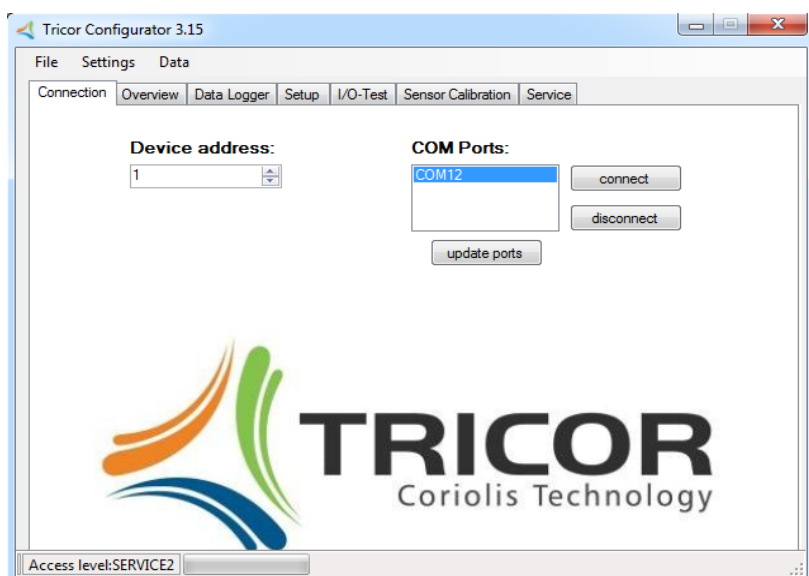 Tricor Configurator 3.15
File Settings Data
Connection Overview Data Logger Setup I/O-Test Sensor Calibration Service
Device address: COM Ports:
1 COM12 connect
disconnect
update ports
TRICOR
Coriolis Technology
Access level:SERVICE2